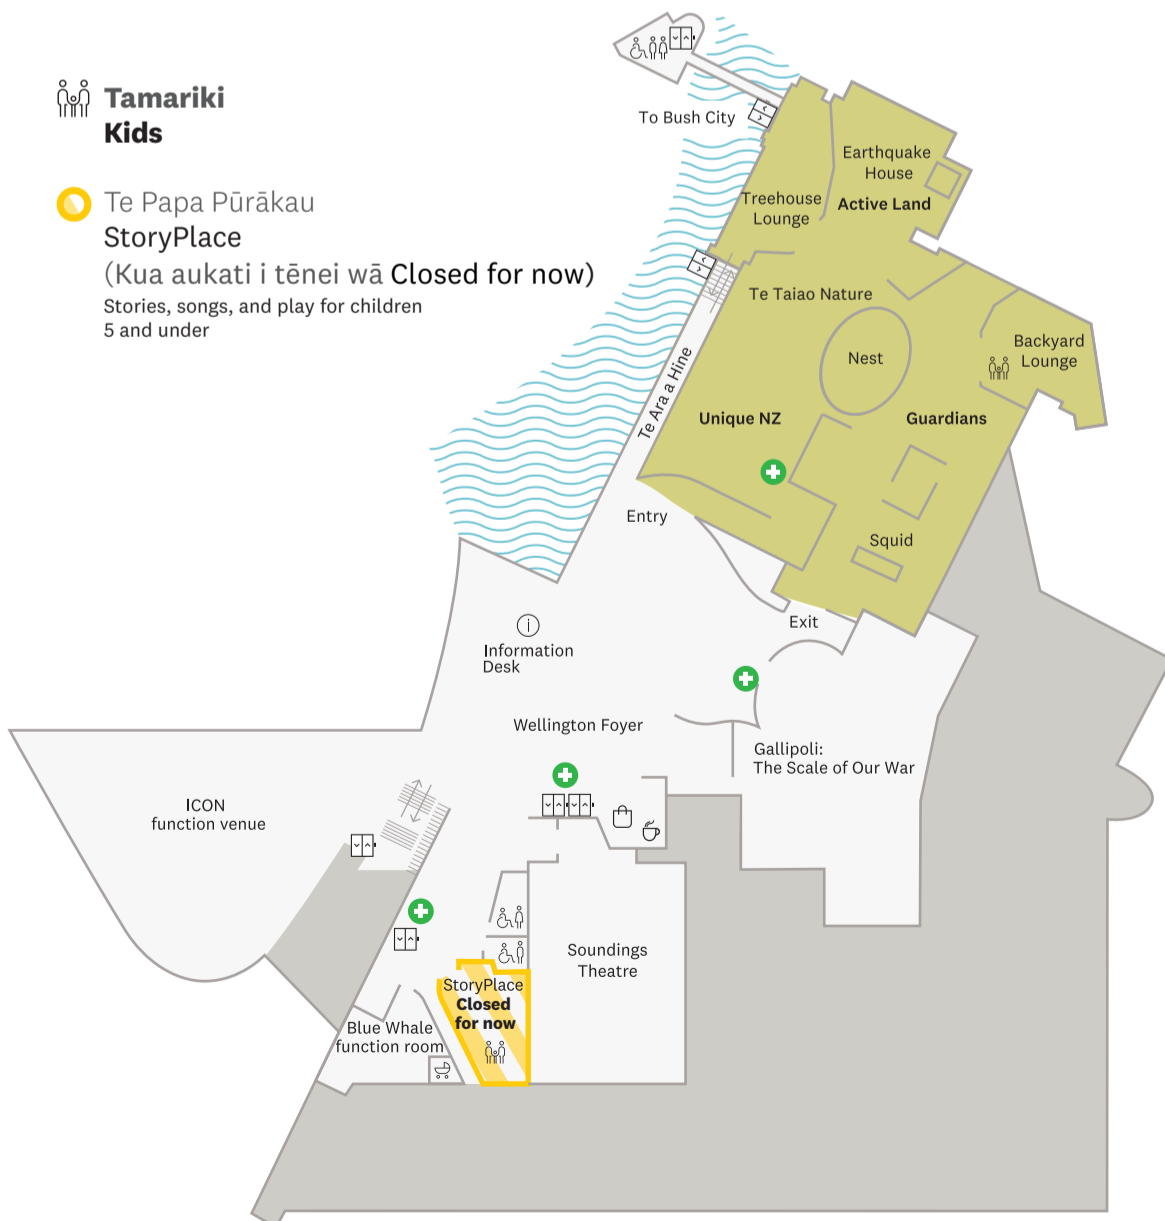 Tamariki
Kids
Te Papa Pūrākau
StoryPlace
(Kua aukati i tēnei wā Closed for now)
Stories, songs, and play for children
5 and under
To Bush City
Earthquake
House
Active Land
Treehouse
Lounge
Te Taiao Nature
Nest
Backyard
Lounge
Te Ara a Hine
Unique NZ
Guardians
Entry
Squid
Exit
i
Information
Desk
Wellington Foyer
Gallipoli:
The Scale of Our War
ICON
function venue
Soundings
Theatre
StoryPlace
Closed
for now
Blue Whale
function room